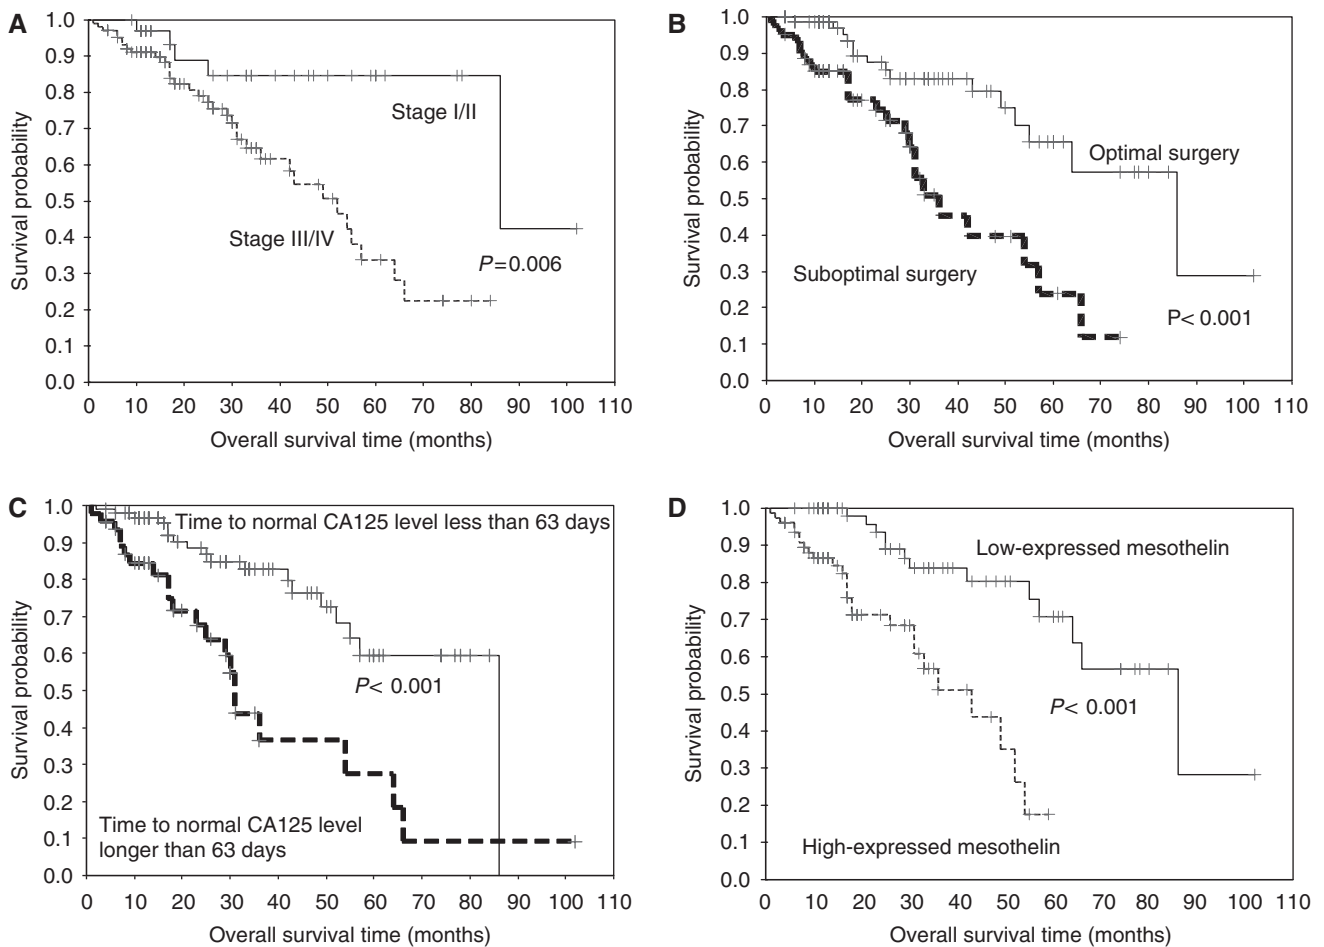 A
Survival probability
1.0
0.9
0.8
0.7
0.6
0.5
0.4
0.3
0.2
0.1
0.0
Stage I/II
Stage III/IV
P=0.006
0 10 20 30 40 50 60 70 80 90 100 110
Overall survival time (months)
B
Survival probability
1.0
0.9
0.8
0.7
0.6
0.5
0.4
0.3
0.2
0.1
0.0
Optimal surgery
Suboptimal surgery
P< 0.001
0 10 20 30 40 50 60 70 80 90 100 110
Overall survival time (months)
C
Survival probability
1.0
0.9
0.8
0.7
0.6
0.5
0.4
0.3
0.2
0.1
0.0
Time to normal CA125 level less than 63 days
P< 0.001
Time to normal CA125 level
longer than 63 days
0 10 20 30 40 50 60 70 80 90 100 110
Overall survival time (months)
D
Survival probability
1.0
0.9
0.8
0.7
0.6
0.5
0.4
0.3
0.2
0.1
0.0
Low-expressed mesothelin
P< 0.001
High-expressed mesothelin
0 10 20 30 40 50 60 70 80 90 100 110
Overall survival time (months)